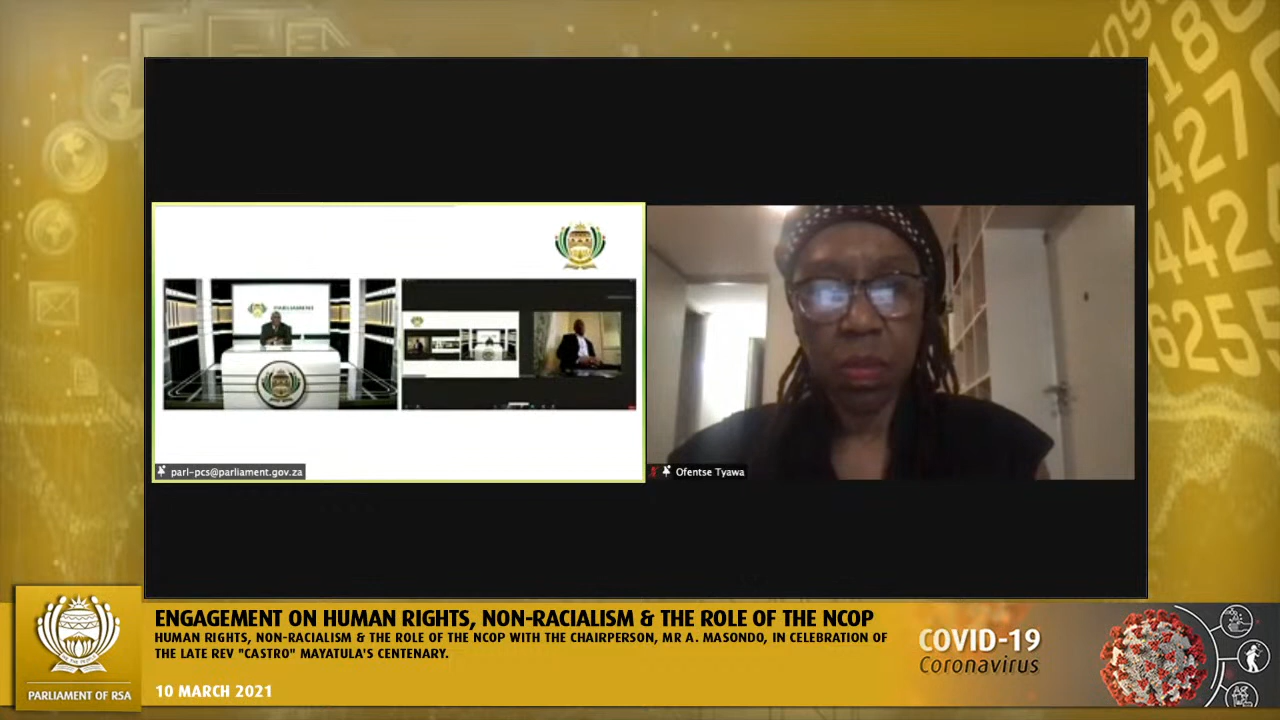 PARLIAMENT
parl-pcs@parliament.gov.za
Ofentse Tyawa
ENGAGEMENT ON HUMAN RIGHTS, NON-RACIALISM & THE ROLE OF THE NCOP
HUMAN RIGHTS, NON-RACIALISM & THE ROLE OF THE NCOP WITH THE CHAIRPERSON, MR A. MASONDO, IN CELEBRATION OF
THE LATE REV "CASTRO" MAYATULA'S CENTENARY.
10 MARCH 2021
PARLIAMENT OF RSA
COVID-19
Coronavirus